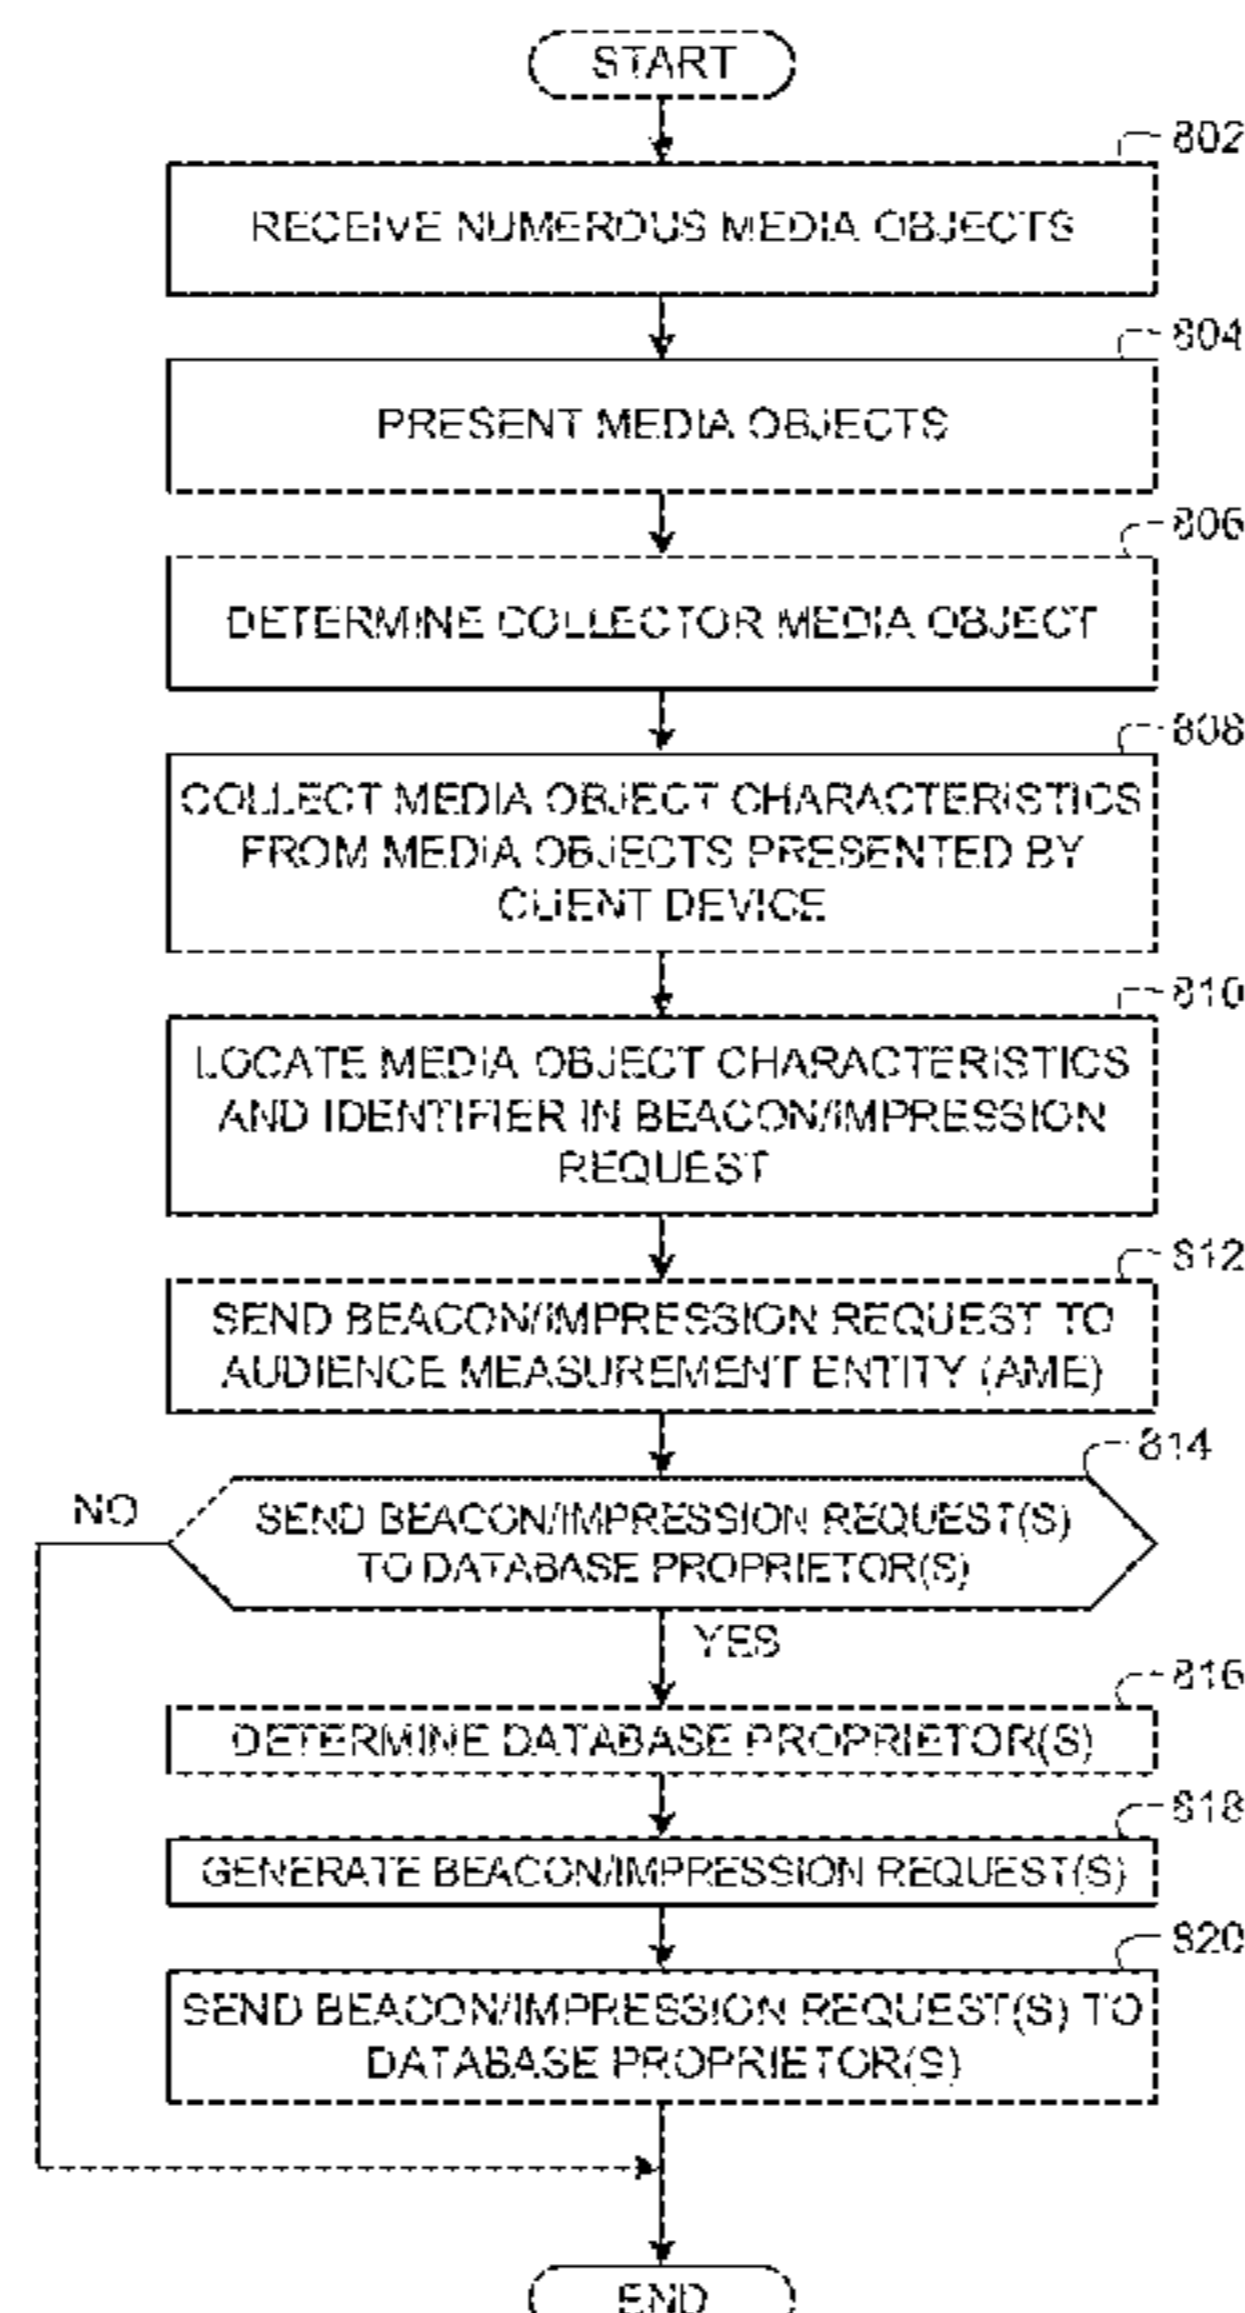 START
802
RECEIVE NUMEROUS MEDIA OBJECTS
804
PRESENT MEDIA OBJECTS
806
DETERMINE COLLECTOR MEDIA OBJECT
808
COLLECT MEDIA OBJECT CHARACTERISTICS
FROM MEDIA OBJECTS PRESENTED BY
CLIENT DEVICE
810
LOCATE MEDIA OBJECT CHARACTERISTICS
AND IDENTIFIER IN BEACON/IMPRESSION
REQUEST
812
SEND BEACON/IMPRESSION REQUEST TO
AUDIENCE MEASUREMENT ENTITY (AME)
814
NO
SEND BEACON/IMPRESSION REQUEST(S)
TO DATABASE PROPRIETOR(S)
YES
816
DETERMINE DATABASE PROPRIETOR(S)
818
GENERATE BEACON/IMPRESSION REQUEST(S)
820
SEND BEACON/IMPRESSION REQUEST(S) TO
DATABASE PROPRIETOR(S)
END